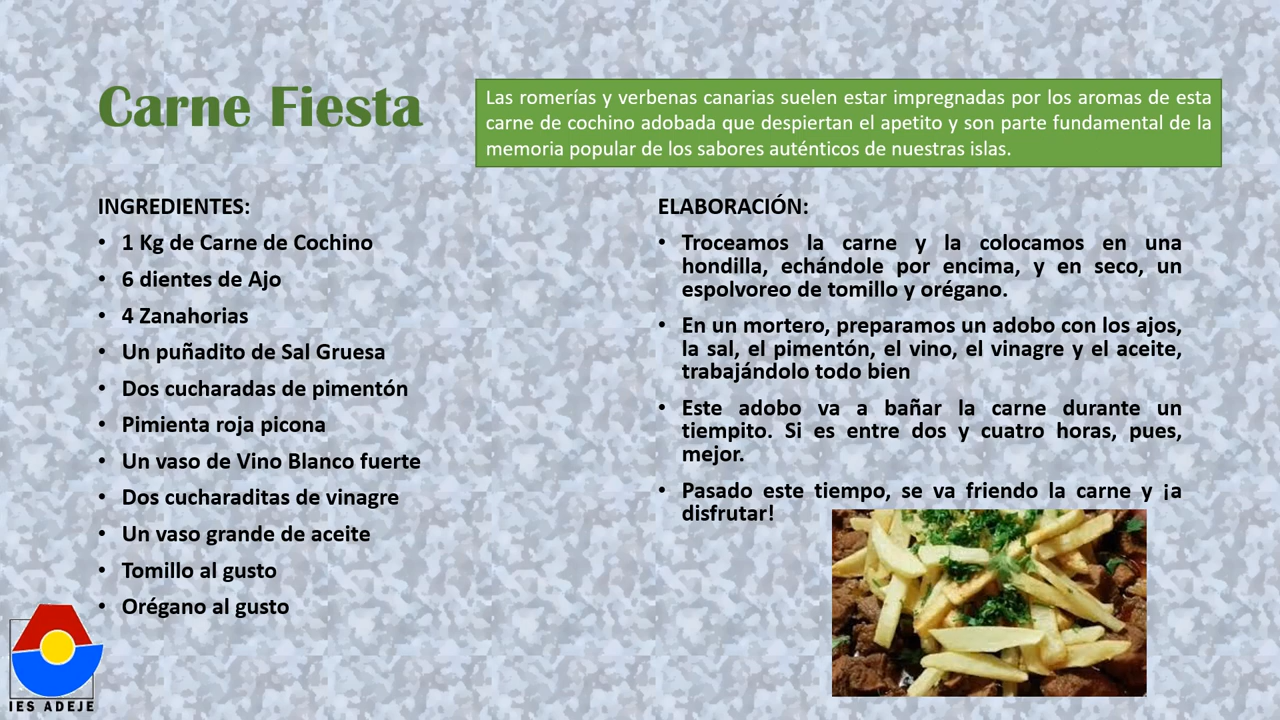 Carne Fiesta
Las romerías y verbenas canarias suelen estar impregnadas por los aromas de esta
carne de cochino adobada que despiertan el apetito y son parte fundamental de la
memoria popular de los sabores auténticos de nuestras islas.
INGREDIENTES:
• 1 Kg de Carne de Cochino
• 6 dientes de Ajo
• 4 Zanahorias
• Un puñadito de Sal Gruesa
• Dos cucharadas de pimentón
• Pimienta roja picona
• Un vaso de Vino Blanco fuerte
• Dos cucharaditas de vinagre
• Un vaso grande de aceite
• Tomillo al gusto
• Orégano al gusto
ELABORACIÓN:
• Troceamos la carne y la colocamos en una
hondilla, echándole por encima, y en seco, un
espolvoreo de tomillo y orégano.
• En un mortero, preparamos un adobo con los ajos,
la sal, el pimentón, el vino, el vinagre y el aceite,
trabajándolo todo bien
• Este adobo va a bañar la carne durante un
tiempito. Si es entre dos y cuatro horas, pues,
mejor.
• Pasado este tiempo, se va friendo la carne y ¡a
disfrutar!
IES ADEJE